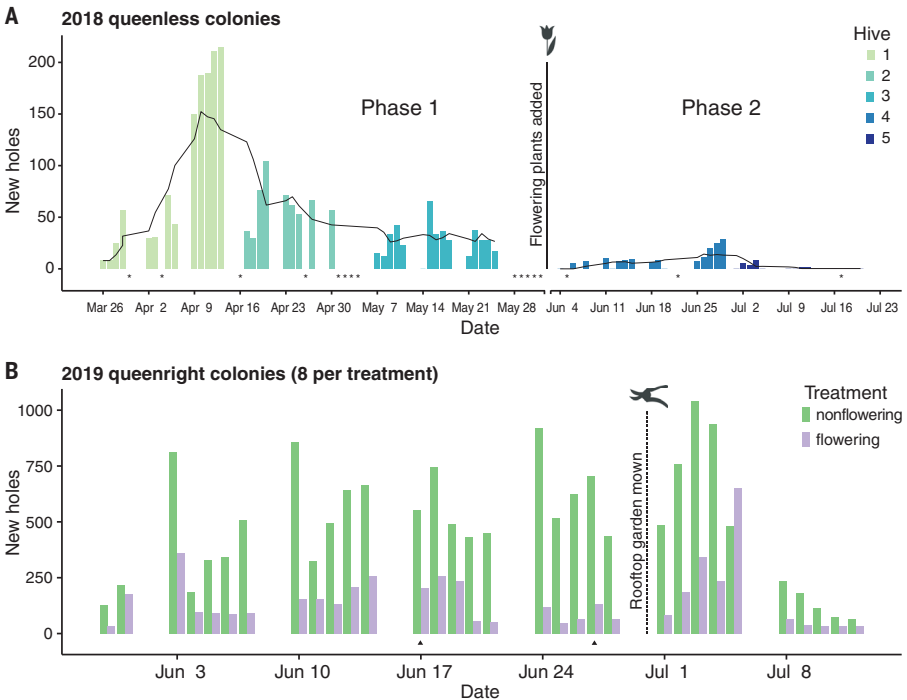 A
2018 queenless colonies
New holes
200
150
100
50
0
Phase 1
Flowering plants added
Phase 2
Hive
1
2
3
4
5
* * * * * * * * * * * * * * * *
Mar 26 Apr 2 Apr 9 Apr 16 Apr 23 Apr 30 May 7 May 14 May 21 May 28 Jun 4 Jun 11 Jun 18 Jun 25 Jul 2 Jul 9 Jul 16 Jul 23
Date
B
2019 queenright colonies (8 per treatment)
New holes
1000
750
500
250
0
Rooftop garden mown
Treatment
nonflowering
flowering
Jun 3 Jun 10 Jun 17 Jun 24 Jul 1 Jul 8
Date